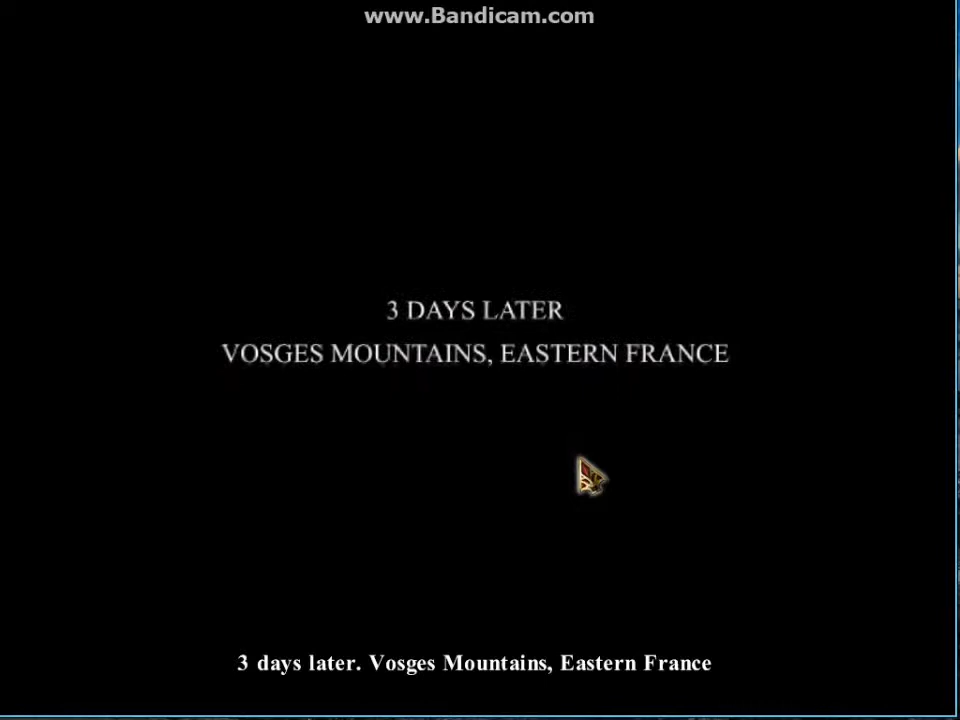 www.Bandicam.com
3 DAYS LATER
VOSGES MOUNTAINS, EASTERN FRANCE
3 days later. Vosges Mountains, Eastern France